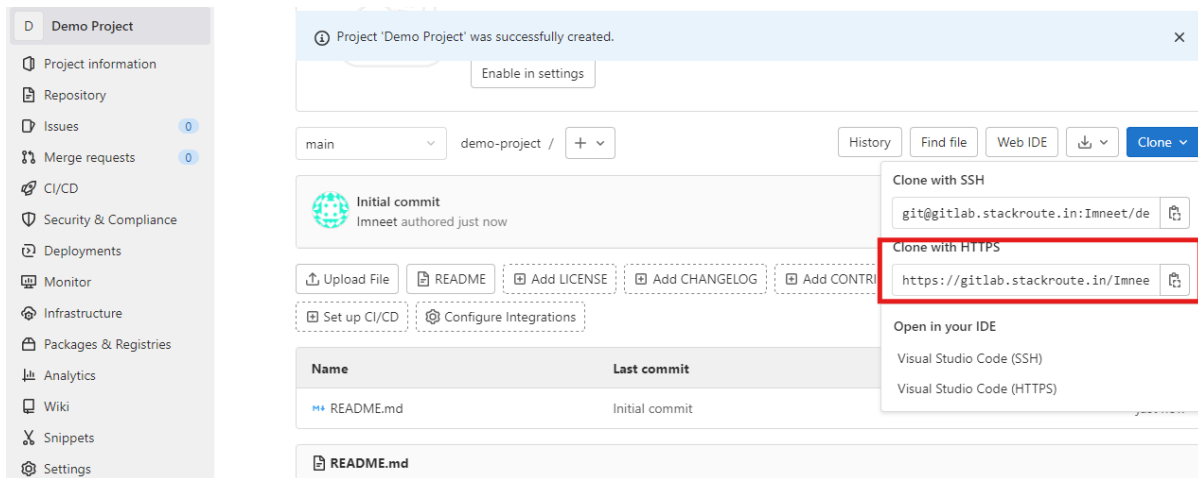 D Demo Project
Project information
Repository
Issues 0
Merge requests 0
CI/CD
Security & Compliance
Deployments
Monitor
Infrastructure
Packages & Registries
Analytics
Wiki
Snippets
Settings
Project 'Demo Project' was successfully created.
Enable in settings
main
demo-project /
History
Find file
Web IDE
Clone
Initial commit
Imneet authored just now
Clone with SSH
git@gitlab.stackroute.in:Imneet/de
Clone with HTTPS
https://gitlab.stackroute.in/Imnee
Open in your IDE
Visual Studio Code (SSH)
Visual Studio Code (HTTPS)
Upload File
README
Add LICENSE
Add CHANGELOG
Add CONTRI
Set up CI/CD
Configure Integrations
Name
Last commit
M↓ README.md
Initial commit
README.md